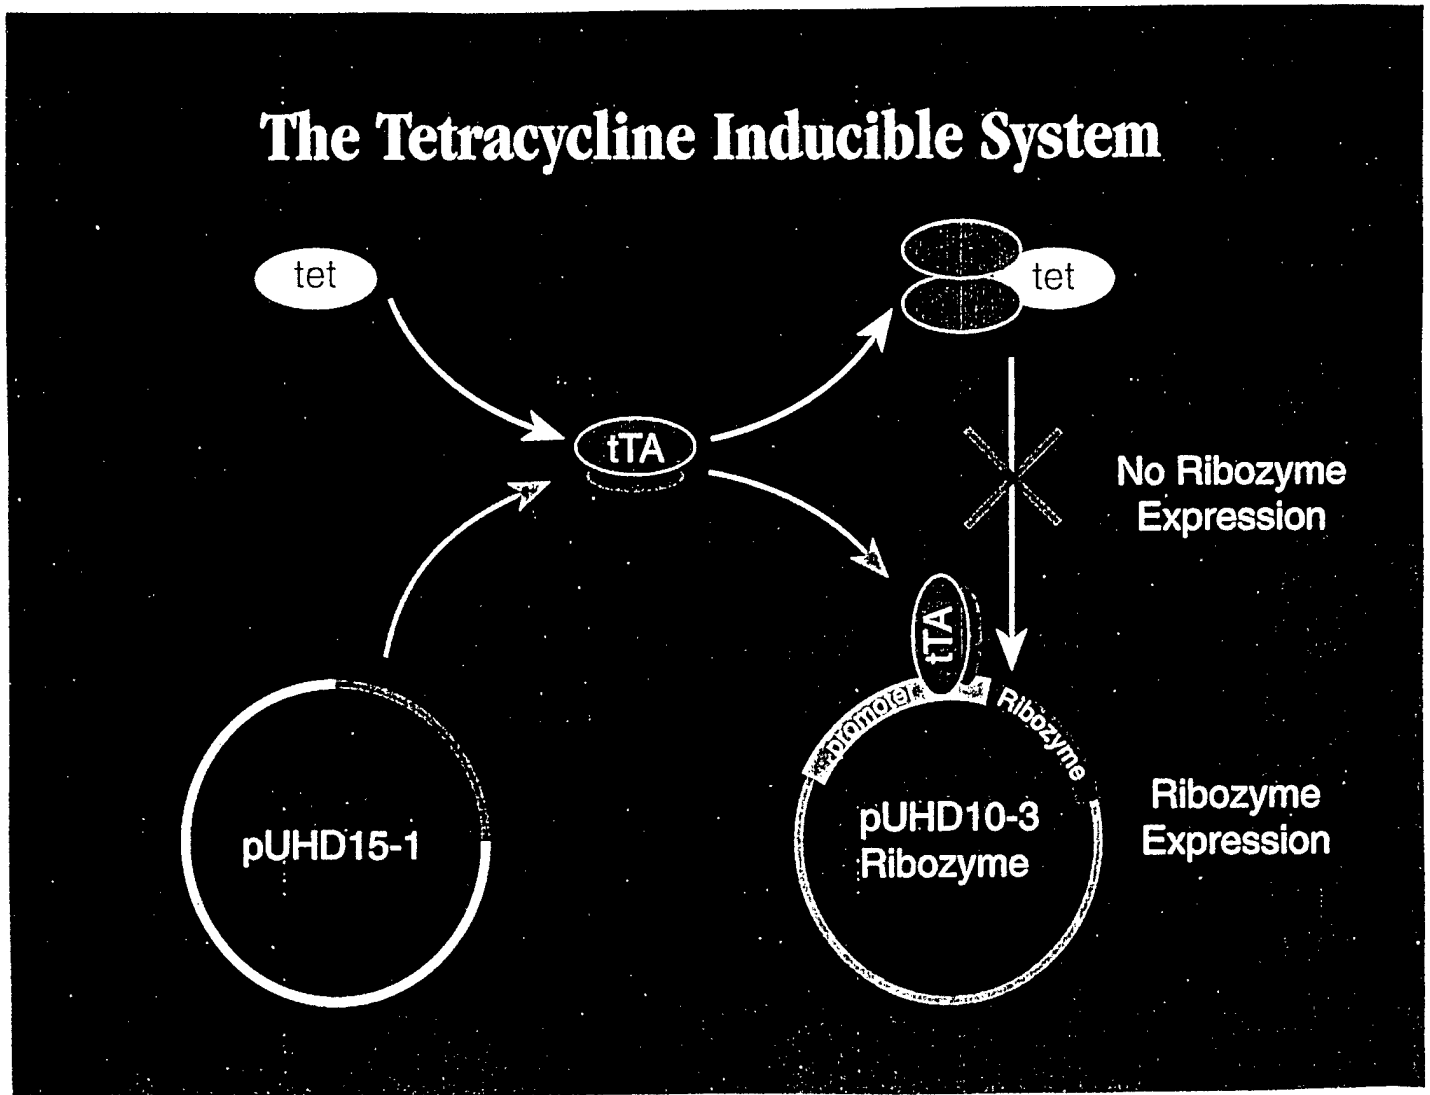 The Tetracycline Inducible System
tet
tet
tTA
No Ribozyme
Expression
tTA
promote
Ribozyme
pUHD15-1
pUHD10-3
Ribozyme
Ribozyme
Expression